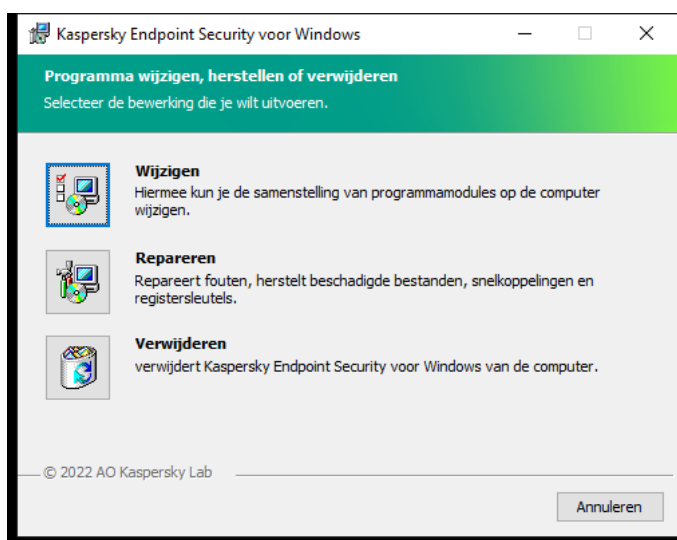 Kaspersky Endpoint Security voor Windows
Programma wijzigen, herstellen of verwijderen
Selecteer de bewerking die je wilt uitvoeren.
Wijzigen
Hiermee kun je de samenstelling van programmamodules op de computer
wijzigen.
Repareren
Repareert fouten, herstelt beschadigde bestanden, snelkoppelingen en
registersleutels.
Verwijderen
verwijdert Kaspersky Endpoint Security voor Windows van de computer.
© 2022 AO Kaspersky Lab
Annuleren